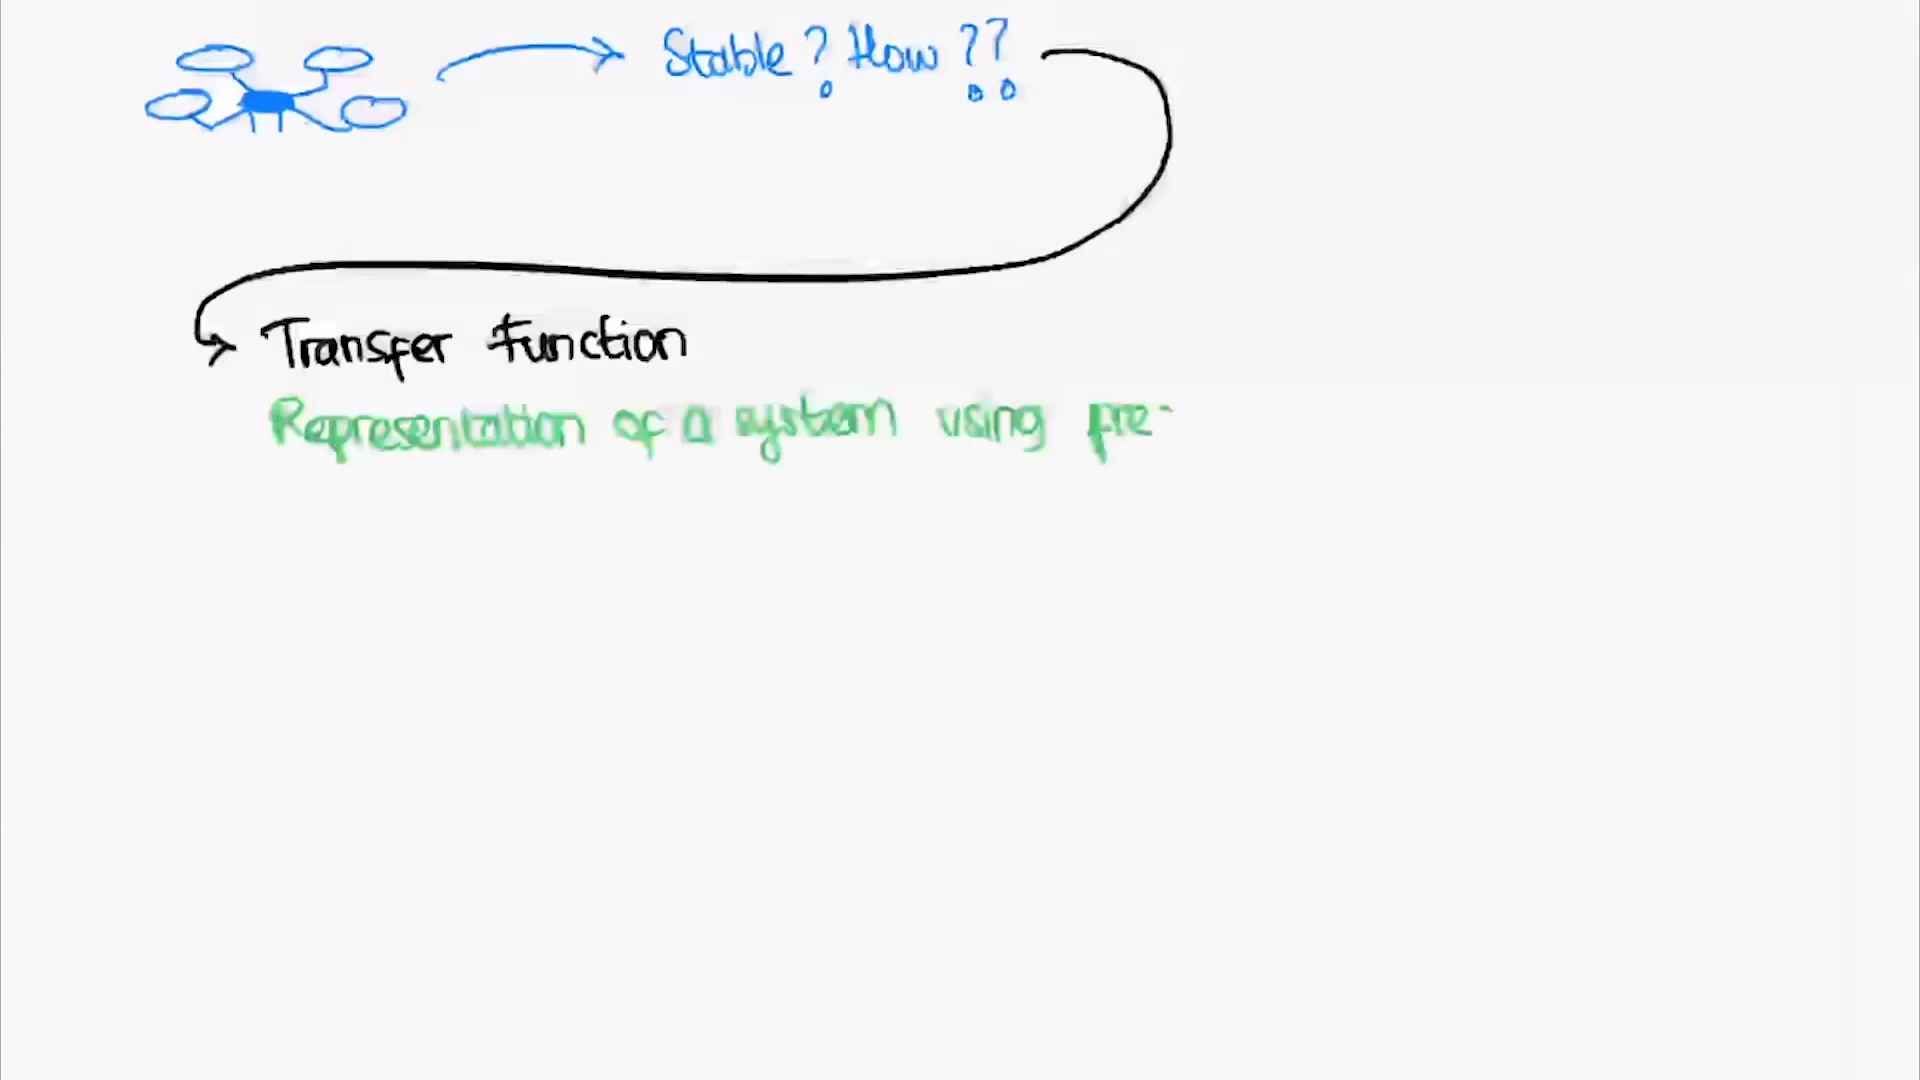 Stable? How??
Transfer Function
Representation of a system using pre-